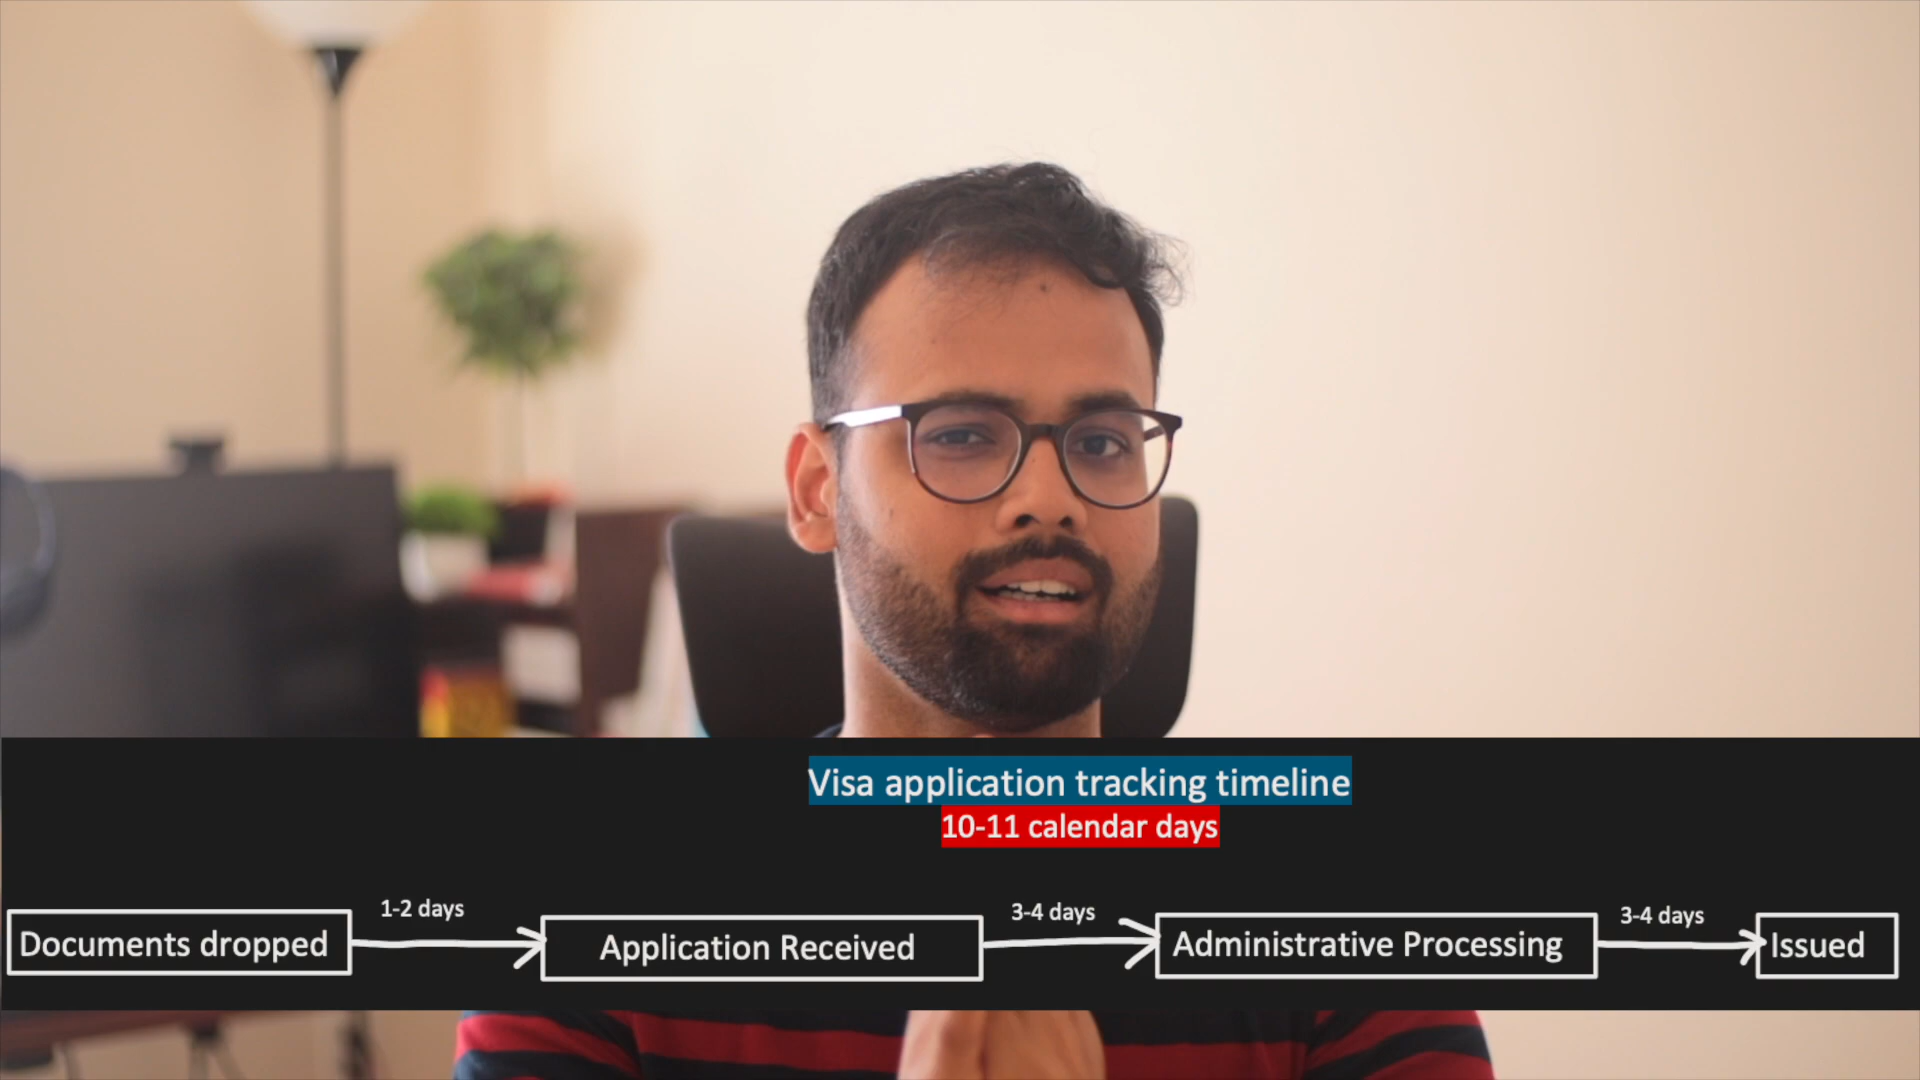 Visa application tracking timeline
10-11 calendar days
1-2 days
3-4 days
3-4 days
Documents dropped
Application Received
Administrative Processing
Issued